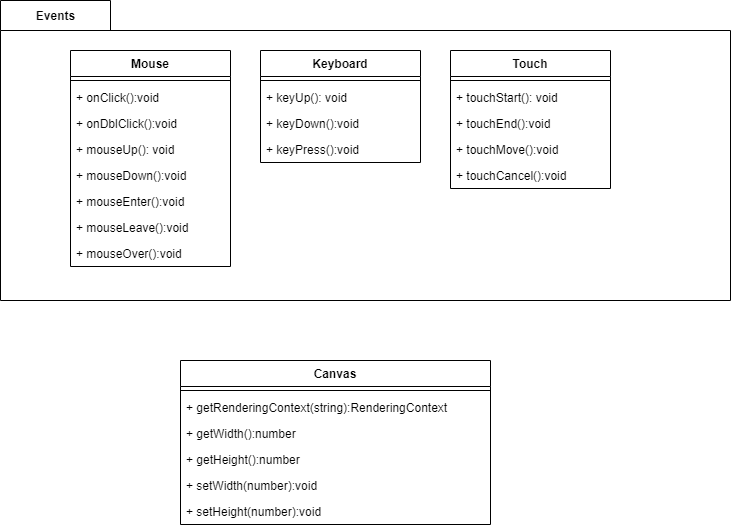 Events
Mouse
+ onClick():void
+ onDblClick():void
+ mouseUp(): void
+ mouseDown():void
+ mouseEnter():void
+ mouseLeave():void
+ mouseOver():void
Keyboard
+ keyUp(): void
+ keyDown():void
+ keyPress():void
Touch
+ touchStart(): void
+ touchEnd():void
+ touchMove():void
+ touchCancel():void
Canvas
+ getRenderingContext(string):RenderingContext
+ getWidth():number
+ getHeight():number
+ setWidth(number):void
+ setHeight(number):void